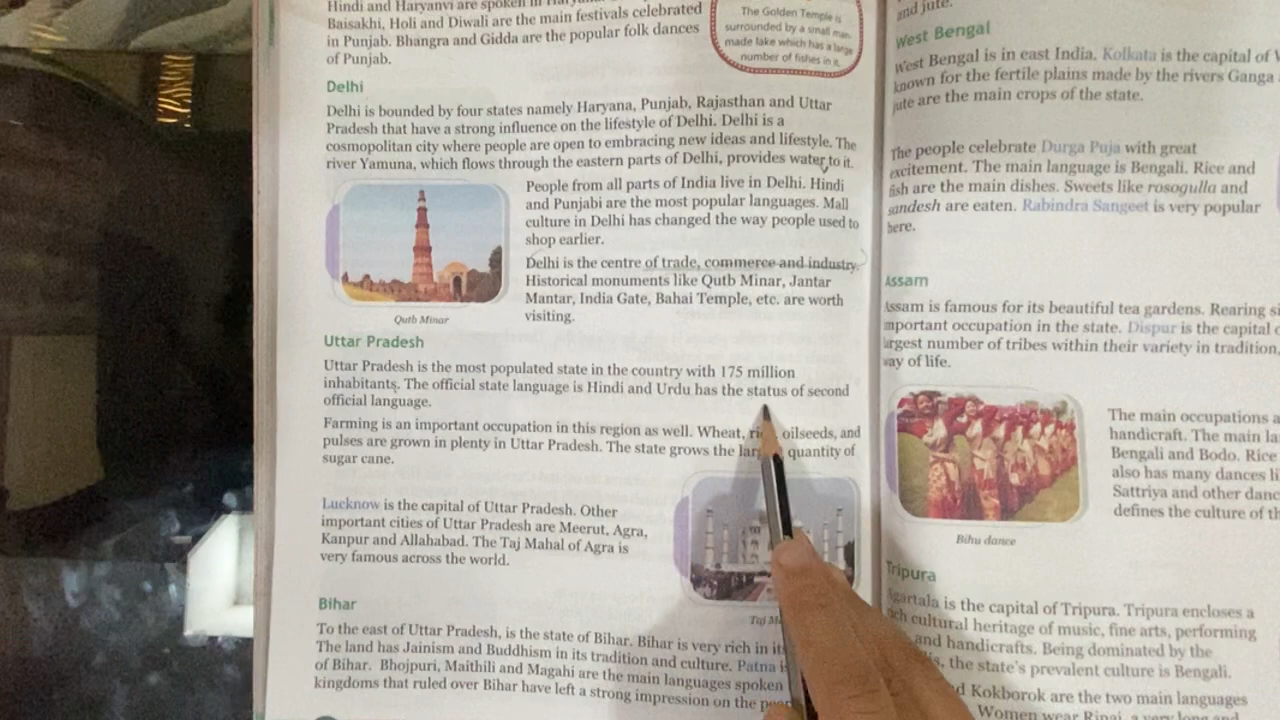 Hindi and Haryanvi are spoken in
Baisakhi, Holi and Diwali are the main festivals celebrated
in Punjab. Bhangra and Gidda are the popular folk dances
of Punjab.
The Golden Temple is
surrounded by a small man-
made lake which has a large
number of fishes in it.
Delhi
Delhi is bounded by four states namely Haryana, Punjab, Rajasthan and Uttar
Pradesh that have a strong influence on the lifestyle of Delhi. Delhi is a
cosmopolitan city where people are open to embracing new ideas and lifestyle. The
river Yamuna, which flows through the eastern parts of Delhi, provides water to it.
People from all parts of India live in Delhi. Hindi
and Punjabi are the most popular languages. Mall
culture in Delhi has changed the way people used to
shop earlier.
Delhi is the centre of trade, commerce and industry.
Historical monuments like Qutb Minar, Jantar
Mantar, India Gate, Bahai Temple, etc. are worth
visiting.
Qutb Minar
Uttar Pradesh
Uttar Pradesh is the most populated state in the country with 175 million
inhabitants. The official state language is Hindi and Urdu has the status of second
official language.
Farming is an important occupation in this region as well. Wheat, oilseeds, and
pulses are grown in plenty in Uttar Pradesh. The state grows the quantity of
sugar cane.
Lucknow is the capital of Uttar Pradesh. Other
important cities of Uttar Pradesh are Meerut, Agra,
Kanpur and Allahabad. The Taj Mahal of Agra is
very famous across the world.
Taj
Bihar
To the east of Uttar Pradesh, is the state of Bihar. Bihar is very rich in
The land has Jainism and Buddhism in its tradition and culture. Patna
of Bihar. Bhojpuri, Maithili and Magahi are the main languages spoken
kingdoms that ruled over Bihar have left a strong impression on the
and jute.
West Bengal
West Bengal is in east India. Kolkata is the capital of
known for the fertile plains made by the rivers Ganga
jute are the main crops of the state.
The people celebrate Durga Puja with great
excitement. The main language is Bengali. Rice and
fish are the main dishes. Sweets like rosogulla and
sandesh are eaten. Rabindra Sangeet is very popular
here.
Assam
Assam is famous for its beautiful tea gardens. Rearing
important occupation in the state. Dispur is the capital
largest number of tribes within their variety in tradition,
way of life.
The main occupations
handicraft. The main
Bengali and Bodo. Rice
also has many dances
Sattriya and other
defines the culture of
Bihu dance
Tripura
Agartala is the capital of Tripura. Tripura encloses a
rich cultural heritage of music, fine arts, performing
and handicrafts. Being dominated by the
the state's prevalent culture is Bengali.
Kokborok are the two main languages
Women wear